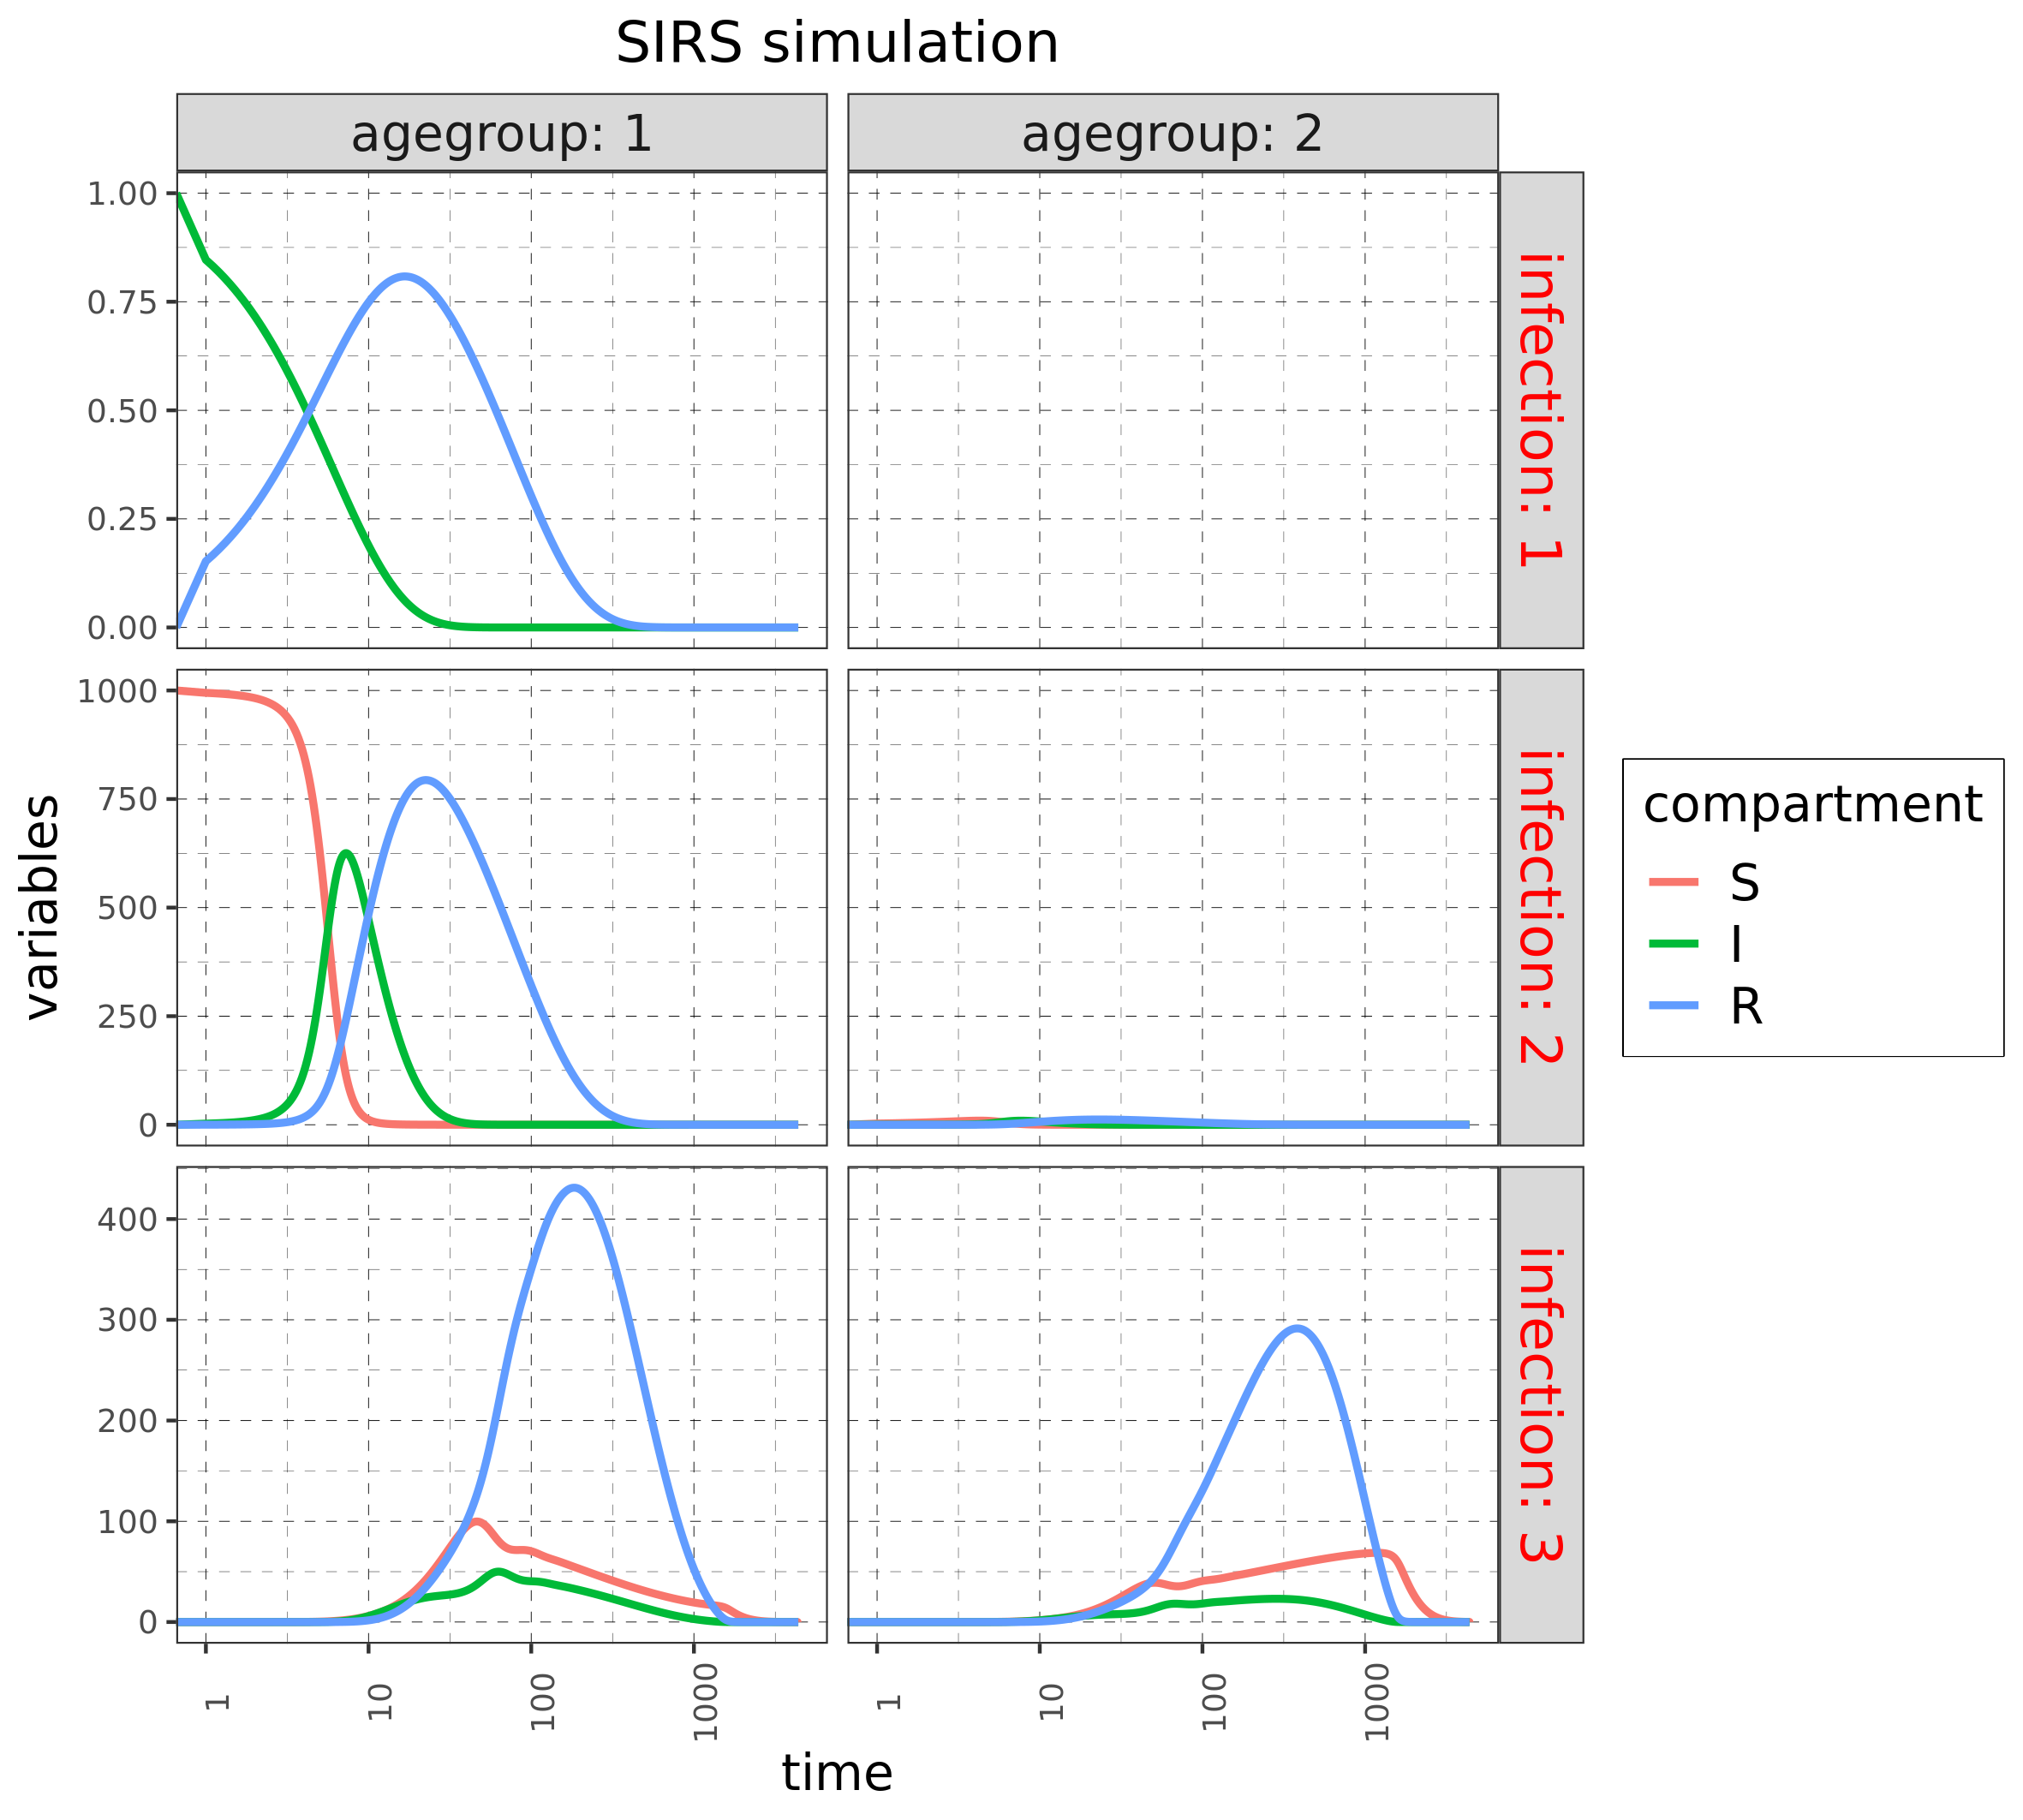 SIRS simulation
agegroup: 1
agegroup: 2
1.00
0.75
0.50
0.25
0.00
infection: 1
1000
750
500
250
0
infection: 2
400
300
200
100
0
infection: 3
variables
1
10
100
1000
1
10
100
1000
time
compartment
S
I
R